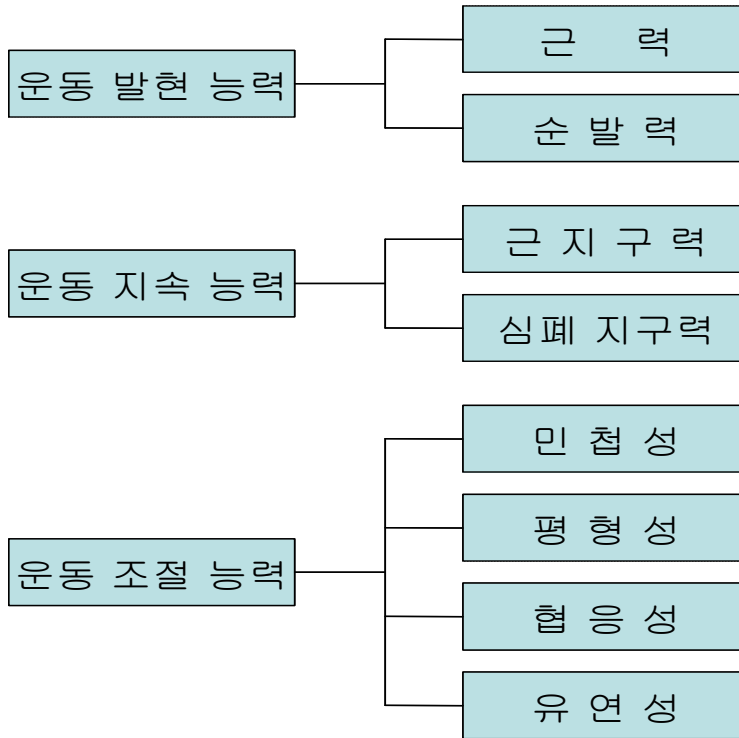 운동 발현 능력
근 력
순 발 력
운동 지속 능력
근 지 구 력
심폐 지구력
운동 조절 능력
민 첩 성
평 형 성
협 응 성
유 연 성